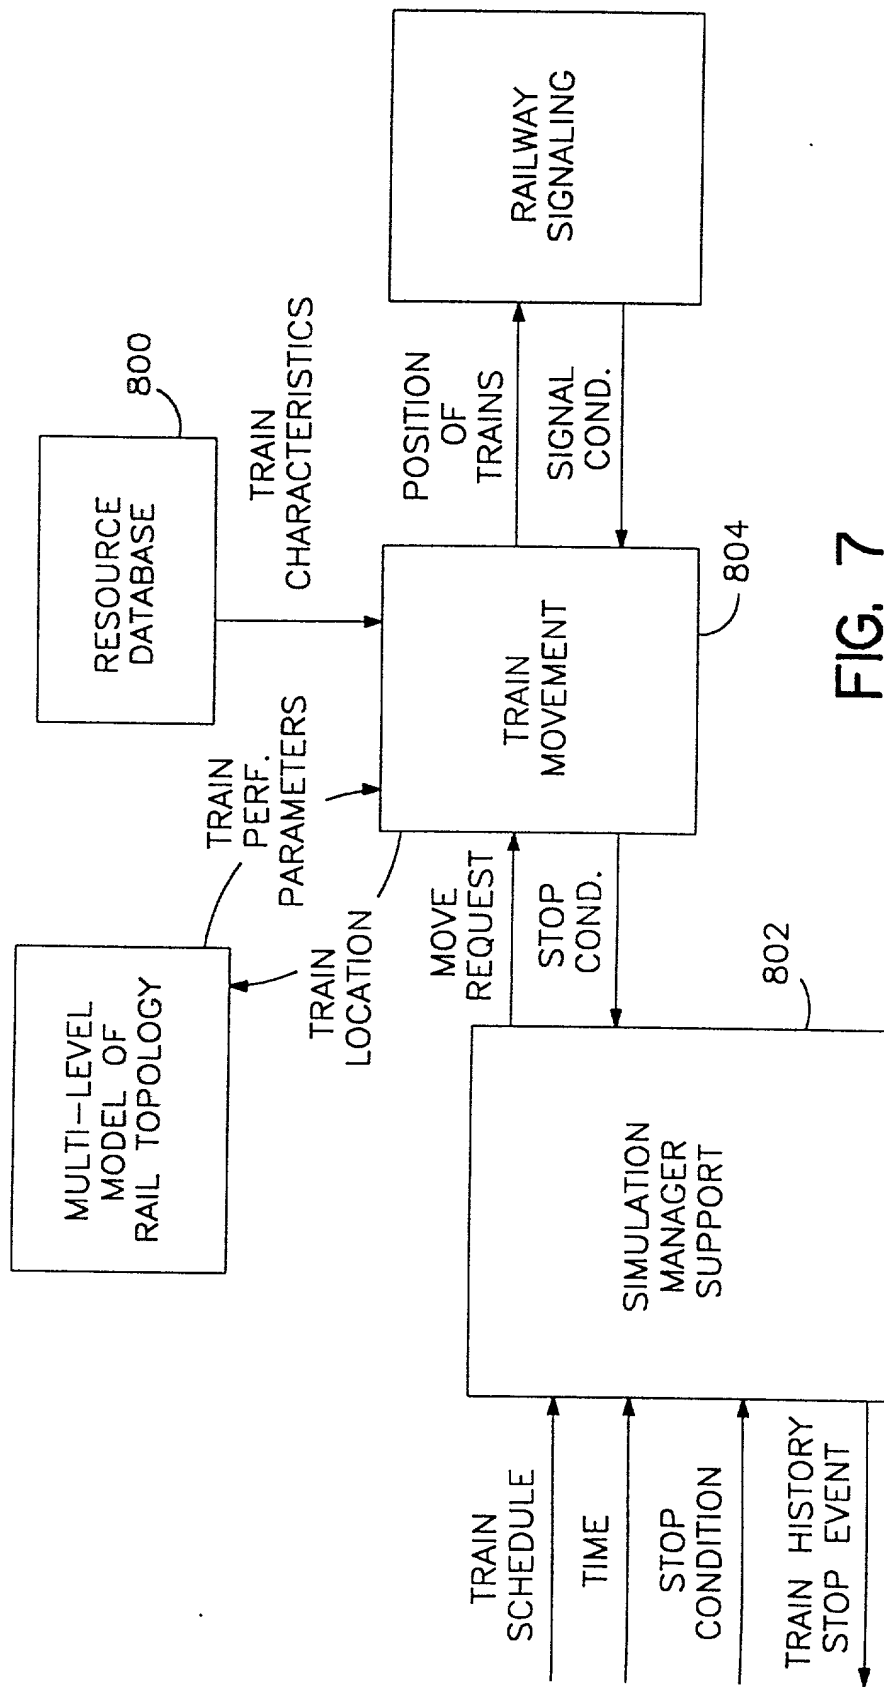 MULTI-LEVEL
MODEL OF
RAIL TOPOLOGY
RESOURCE
DATABASE
800
TRAIN
PERF.
PARAMETERS
TRAIN
CHARACTERISTICS
TRAIN
LOCATION
TRAIN
SCHEDULE
TIME
STOP
CONDITION
TRAIN HISTORY
STOP EVENT
SIMULATION
MANAGER
SUPPORT
802
MOVE
REQUEST
STOP
COND.
TRAIN
MOVEMENT
804
POSITION
OF
TRAINS
SIGNAL
COND.
RAILWAY
SIGNALING
FIG. 7